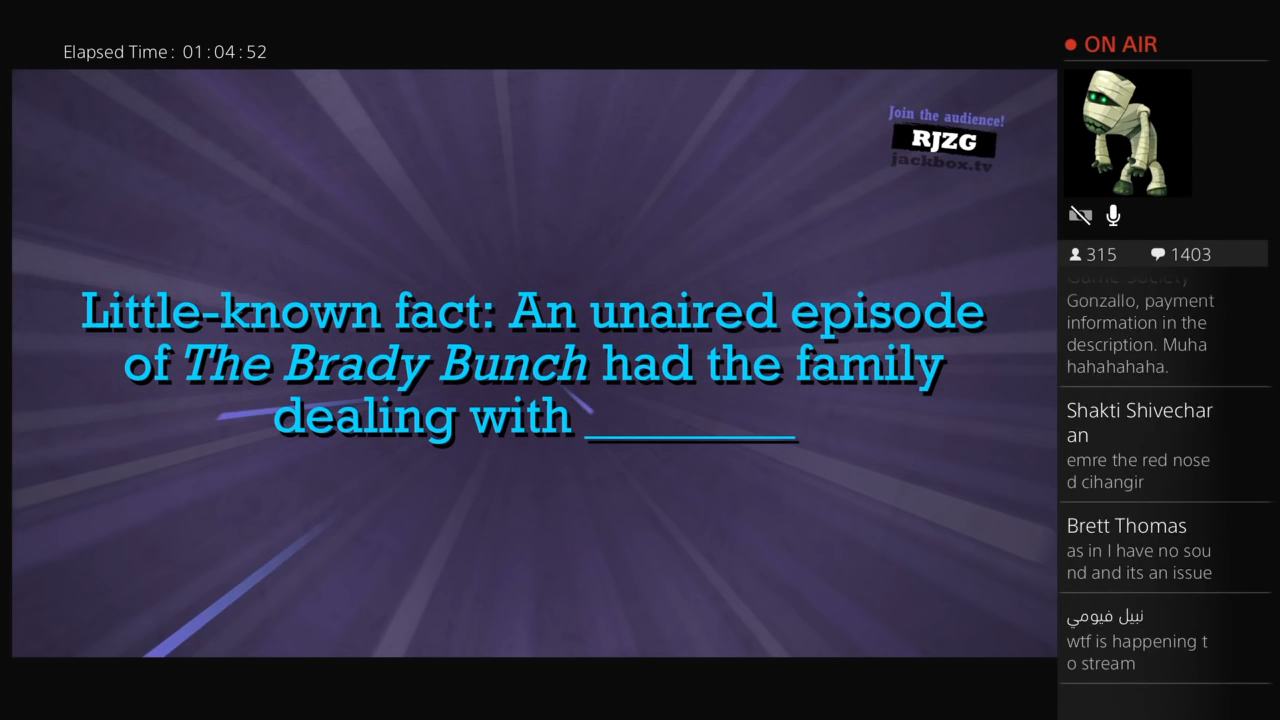 Elapsed Time: 01:04:52
ON AIR
Join the audience!
RJZG
jackbox.tv
Little-known fact: An unaired episode
of The Brady Bunch had the family
dealing with ________
315 1403
Game Society
Gonzallo, payment
information in the
description. Muha
hahahahaha.
Shakti Shivechar
an
emre the red nose
d cihangir
Brett Thomas
as in I have no sou
nd and its an issue
نبيل فيومي
wtf is happening t
o stream